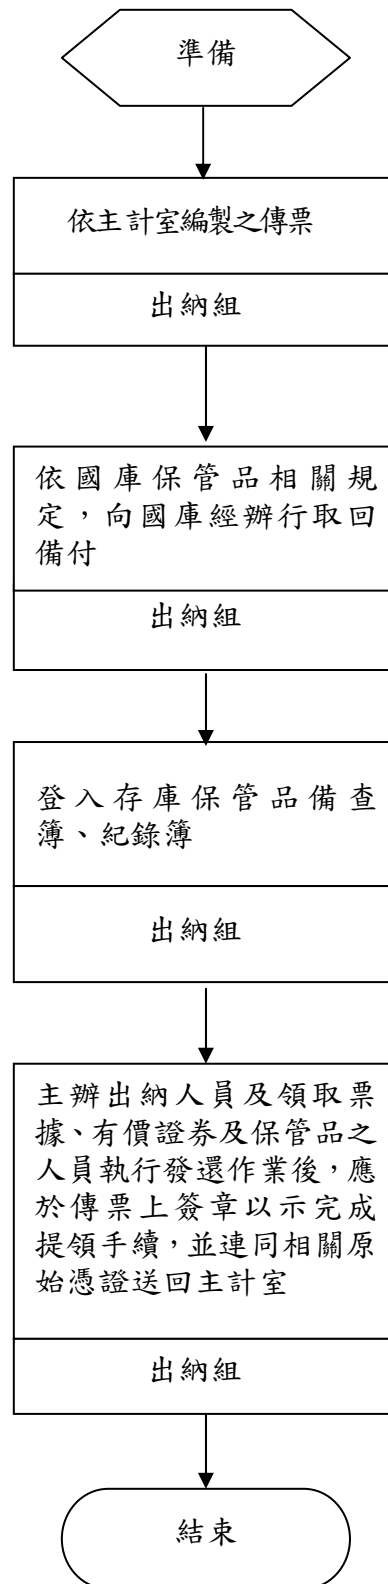 準備
依主計室編製之傳票
出納組
依國庫保管品相關規
定，向國庫經辦行取回
備付
出納組
登入存庫保管品備查
簿、紀錄簿
出納組
主辦出納人員及領取票
據、有價證券及保管品之
人員執行發還作業後，應
於傳票上簽章以示完成
提領手續，並連同相關原
始憑證送回主計室
出納組
結束